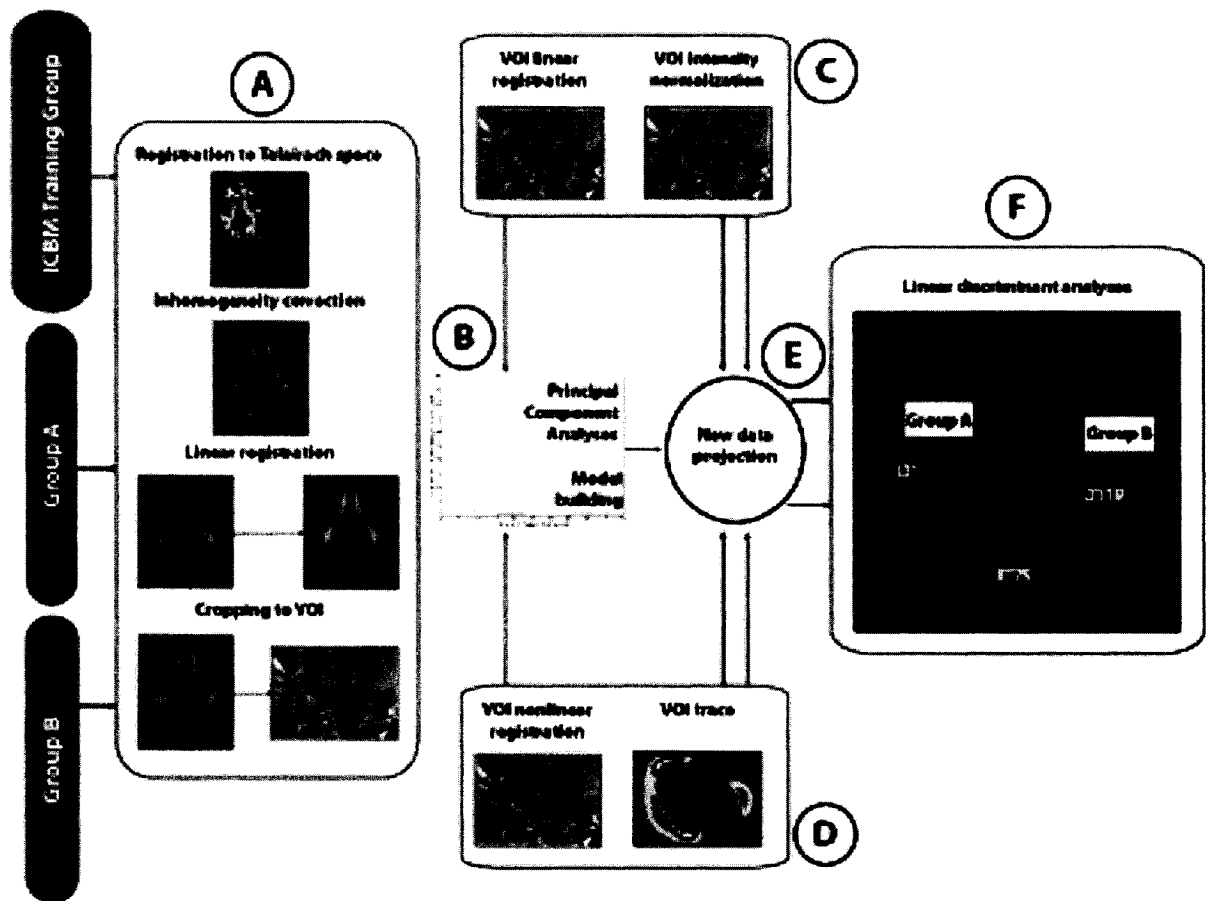 ICBM Training Group
Group A
Group B
A
Registration to Talairach space
Inhomogeneity correction
Linear registration
Cropping to VOI
B
Principal
Component
Analyses
Model
building
C
VOI linear
registration
VOI intensity
normalization
D
VOI nonlinear
registration
VOI trace
E
New data
projection
F
Linear discriminant analyses
Group A
Group B